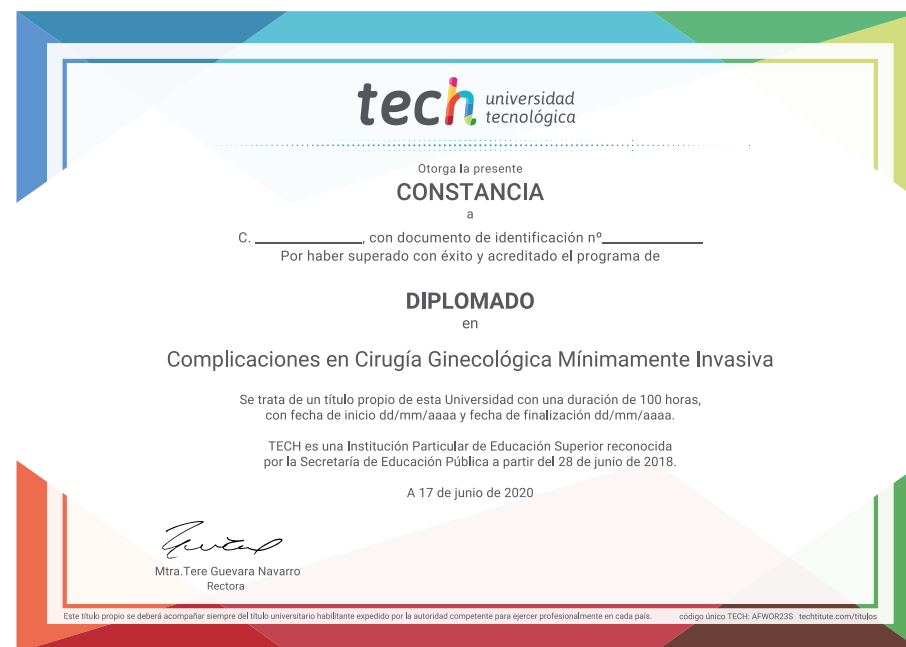 tech universidad
tecnológica
Otorga la presente
CONSTANCIA
a
C. ______________, con documento de identificación nº_____________
Por haber superado con éxito y acreditado el programa de
DIPLOMADO
en
Complicaciones en Cirugía Ginecológica Mínimamente Invasiva
Se trata de un título propio de esta Universidad con una duración de 100 horas,
con fecha de inicio dd/mm/aaaa y fecha de finalización dd/mm/aaaa.
TECH es una Institución Particular de Educación Superior reconocida
por la Secretaría de Educación Pública a partir del 28 de junio de 2018.
A 17 de junio de 2020
Mtra.Tere Guevara Navarro
Rectora
Este título propio se deberá acompañar siempre del título universitario habilitante expedido por la autoridad competente para ejercer profesionalmente en cada país. código único TECH: AFWOR23S techtitute.com/titulos